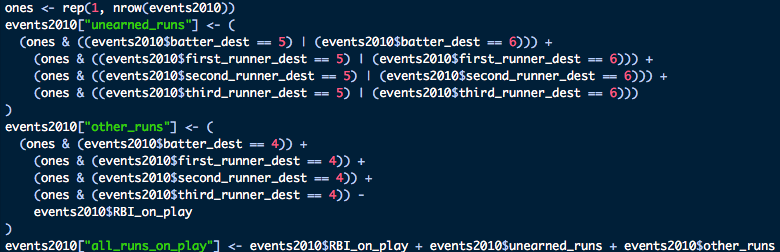 ones <- rep(1, nrow(events2010))
events2010["unearned_runs"] <- (
(ones & ((events2010$batter_dest == 5) | (events2010$batter_dest == 6))) +
(ones & ((events2010$first_runner_dest == 5) | (events2010$first_runner_dest == 6))) +
(ones & ((events2010$second_runner_dest == 5) | (events2010$second_runner_dest == 6))) +
(ones & ((events2010$third_runner_dest == 5) | (events2010$third_runner_dest == 6)))
)
events2010["other_runs"] <- (
(ones & (events2010$batter_dest == 4)) +
(ones & (events2010$first_runner_dest == 4)) +
(ones & (events2010$second_runner_dest == 4)) +
(ones & (events2010$third_runner_dest == 4)) -
events2010$RBI_on_play
)
events2010["all_runs_on_play"] <- events2010$RBI_on_play + events2010$unearned_runs + events2010$other_runs